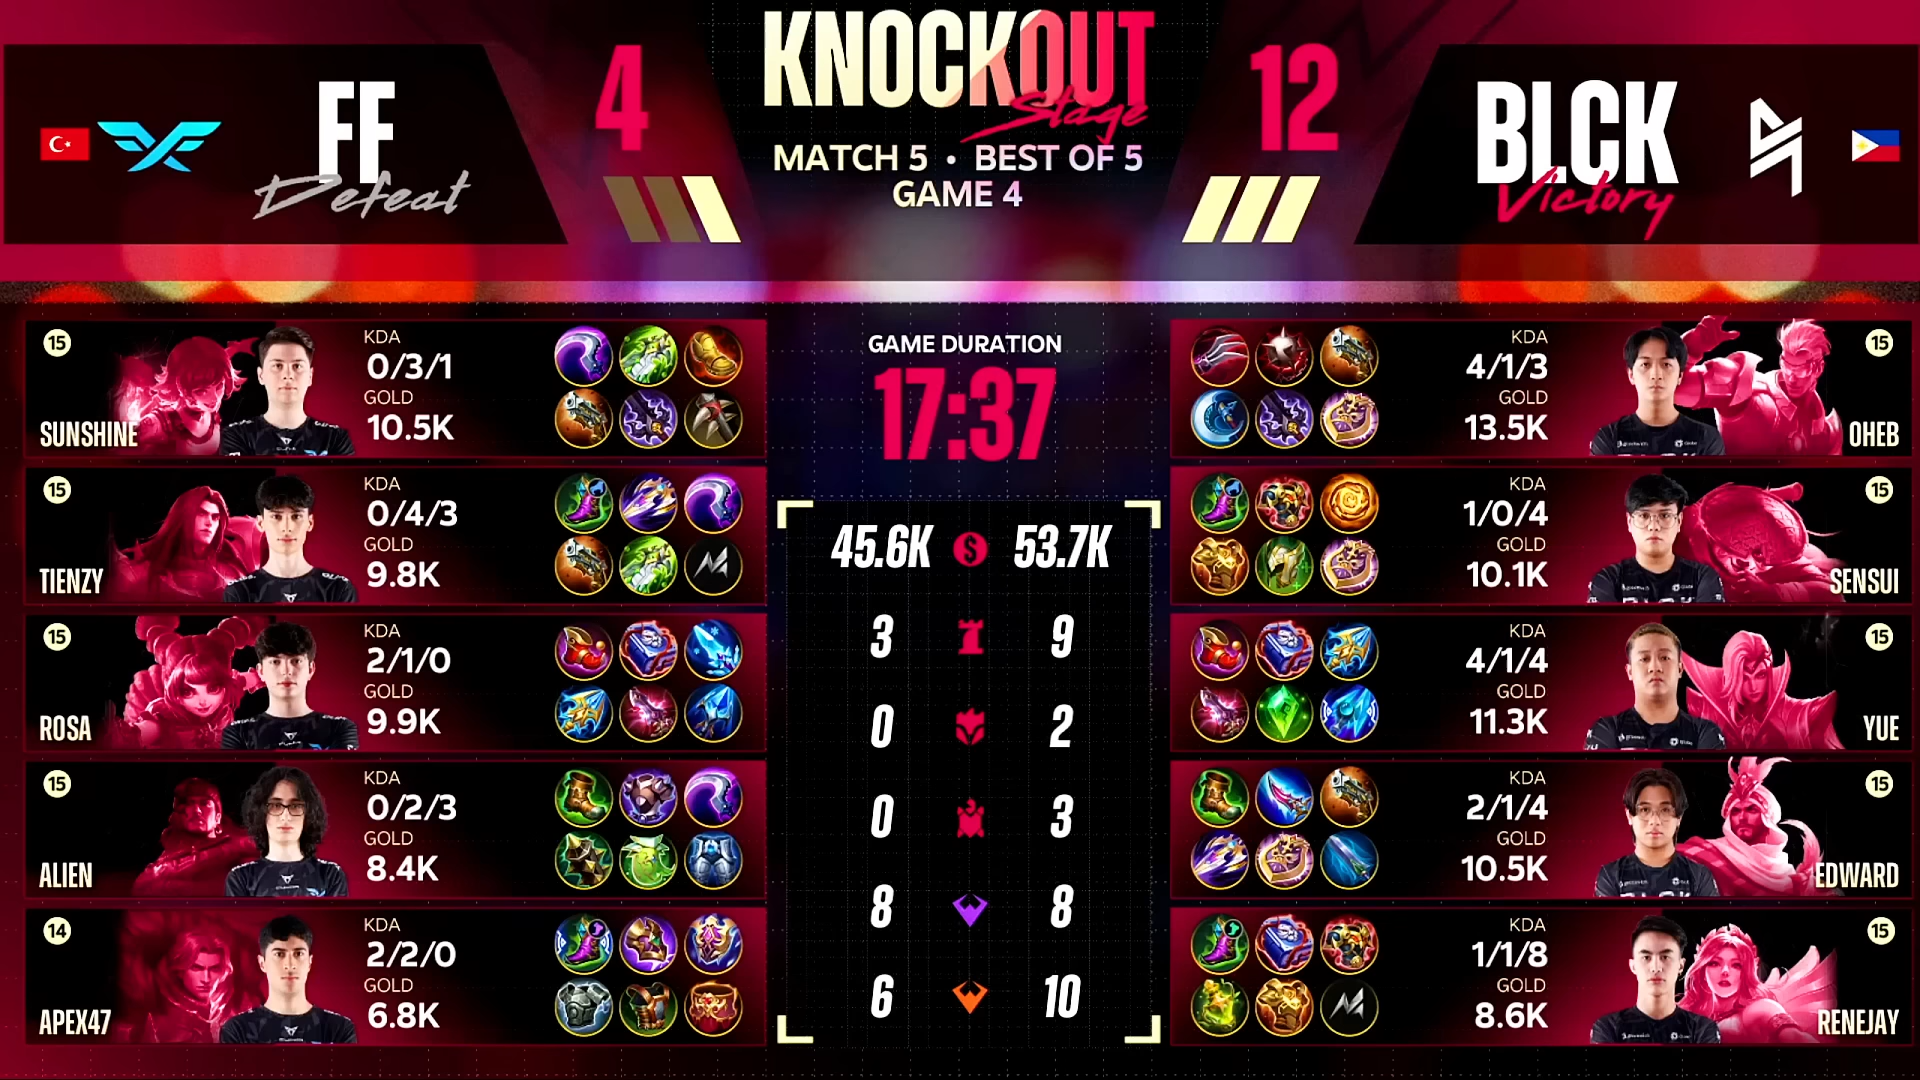 FF
Defeat
4
KNOCKOUT
Stage
MATCH 5 • BEST OF 5
GAME 4
12
BLCK
Victory
15
SUNSHINE
KDA
0/3/1
GOLD
10.5K
15
TIENZY
KDA
0/4/3
GOLD
9.8K
15
ROSA
KDA
2/1/0
GOLD
9.9K
15
ALIEN
KDA
0/2/3
GOLD
8.4K
14
APEX47
KDA
2/2/0
GOLD
6.8K
GAME DURATION
17:37
45.6K 53.7K
3 9
0 2
0 3
8 8
6 10
KDA
4/1/3
GOLD
13.5K
15
OHEB
KDA
1/0/4
GOLD
10.1K
15
SENSUI
KDA
4/1/4
GOLD
11.3K
15
YUE
KDA
2/1/4
GOLD
10.5K
15
EDWARD
KDA
1/1/8
GOLD
8.6K
15
RENEJAY